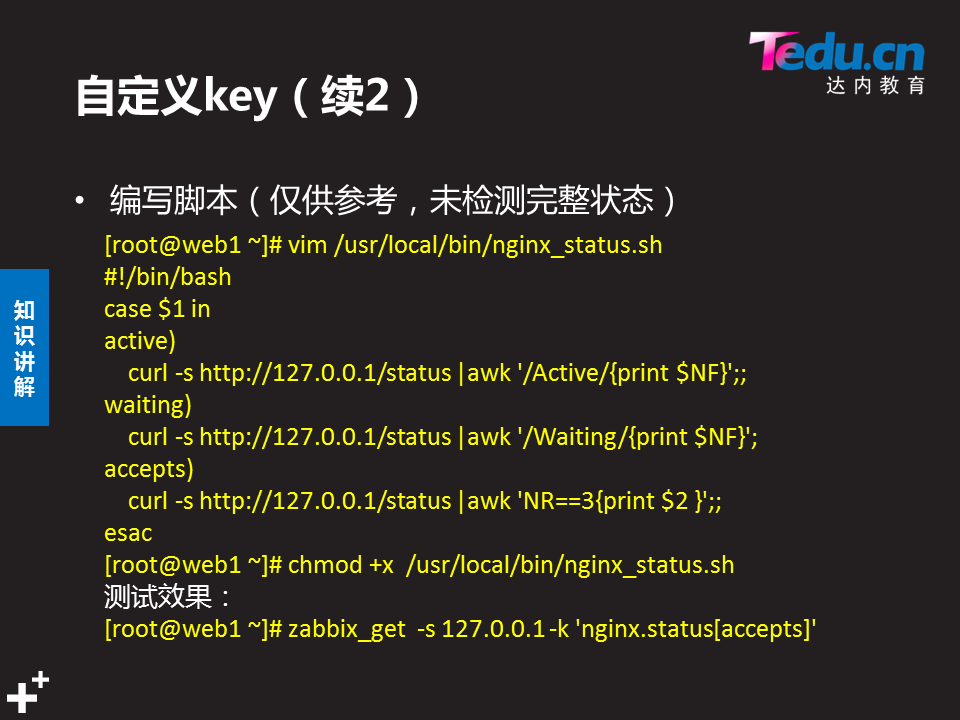 Tedu.cn
达内教育
自定义key（续2）
• 编写脚本（仅供参考，未检测完整状态）
[root@web1 ~]# vim /usr/local/bin/nginx_status.sh
#!/bin/bash
case $1 in
active)
    curl -s http://127.0.0.1/status |awk '/Active/{print $NF}';;
waiting)
    curl -s http://127.0.0.1/status |awk '/Waiting/{print $NF}';
accepts)
    curl -s http://127.0.0.1/status |awk 'NR==3{print $2 }';;
esac
[root@web1 ~]# chmod +x  /usr/local/bin/nginx_status.sh
测试效果：
[root@web1 ~]# zabbix_get  -s 127.0.0.1 -k 'nginx.status[accepts]'
知识讲解